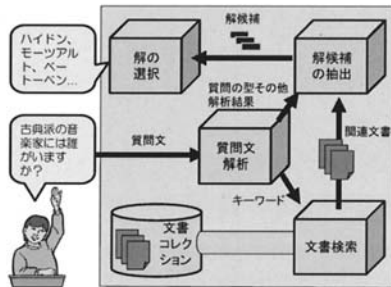 ハイドン、
モーツアル
ト、ベー
トーベン…
解の
選択
解候補
解候補
の抽出
質問の型その他
解析結果
古典派の音
楽家には誰
がいます
か？
質問文
質問文
解析
関連文書
キーワード
文書
コレク
ション
文書検索